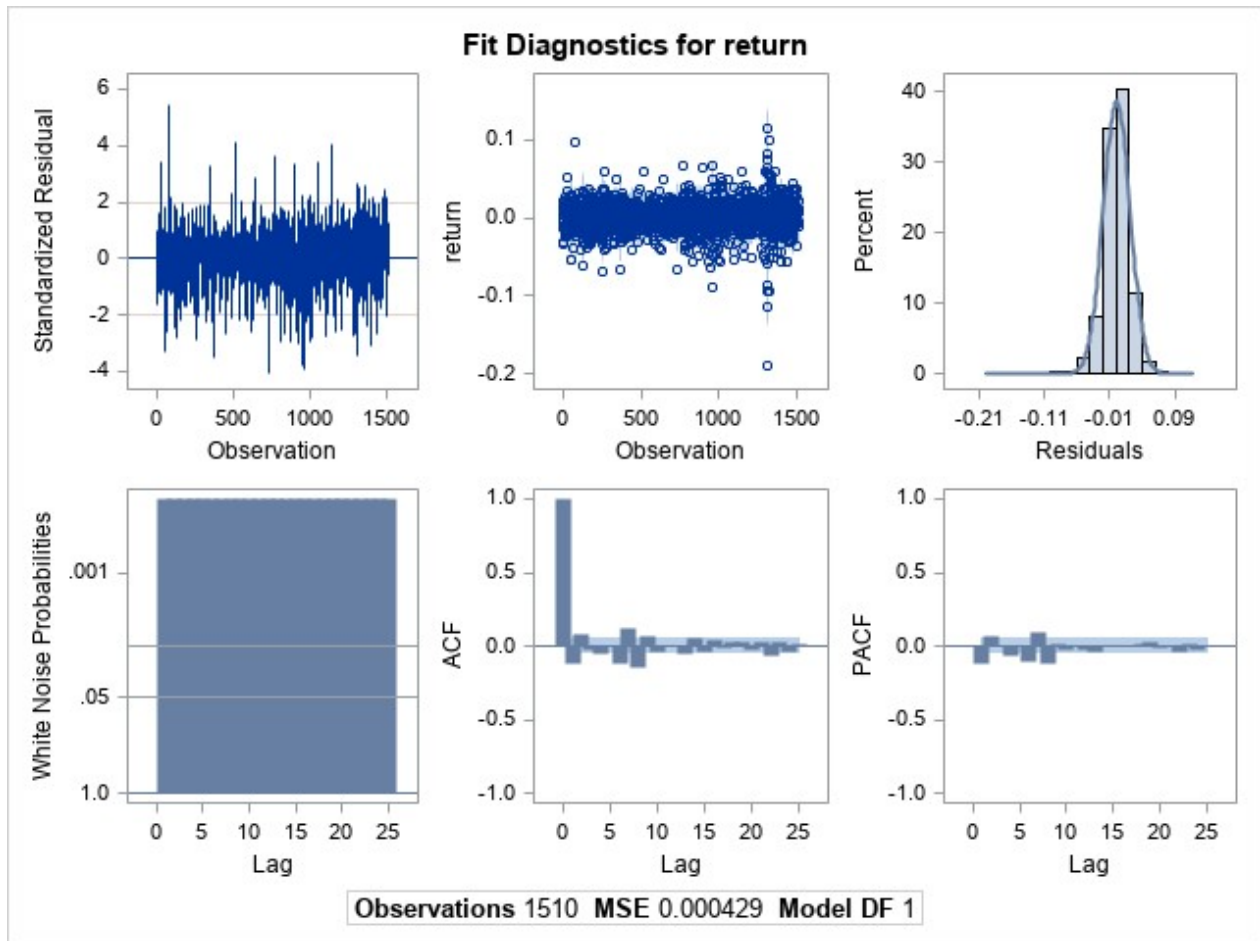 Fit Diagnostics for return
Standardized Residual
6
4
2
0
-2
-4
0 500 1000 1500
Observation
return
0.1
0.0
-0.1
-0.2
0 500 1000 1500
Observation
Percent
40
30
20
10
0
-0.21 -0.11 -0.01 0.09
Residuals
White Noise Probabilities
.001
.05
1.0
0 5 10 15 20 25
Lag
ACF
1.0
0.5
0.0
-0.5
-1.0
0 5 10 15 20 25
Lag
PACF
1.0
0.5
0.0
-0.5
-1.0
0 5 10 15 20 25
Lag
Observations 1510 MSE 0.000429 Model DF 1